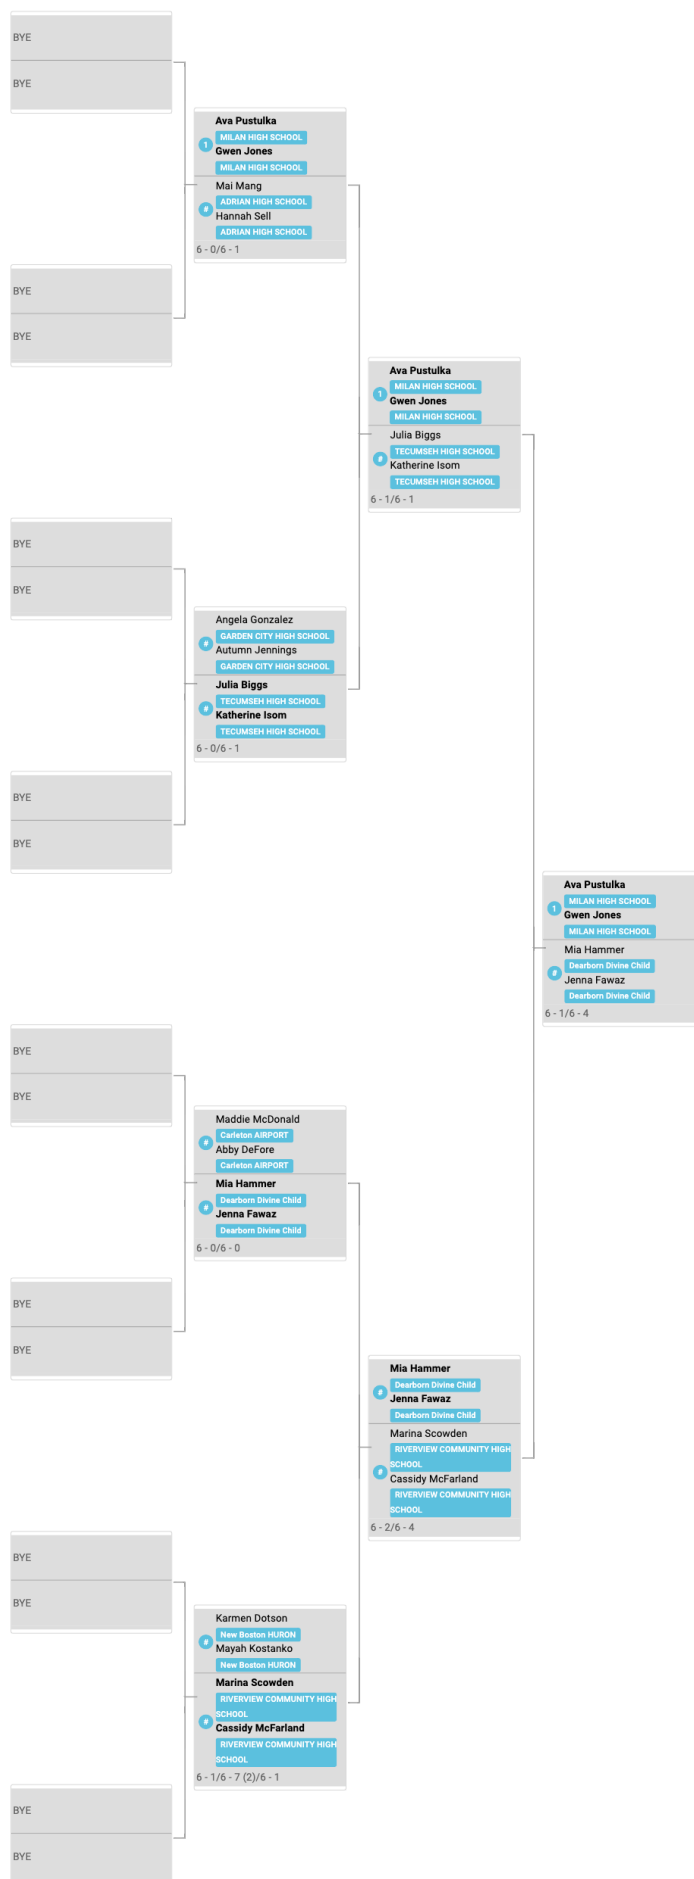 BYE
BYE
Ava Pustulka
1
MILAN HIGH SCHOOL
Gwen Jones
MILAN HIGH SCHOOL
Mai Mang
#
ADRIAN HIGH SCHOOL
Hannah Sell
ADRIAN HIGH SCHOOL
6 - 0/6 - 1
BYE
BYE
Ava Pustulka
1
MILAN HIGH SCHOOL
Gwen Jones
MILAN HIGH SCHOOL
Julia Biggs
#
TECUMSEH HIGH SCHOOL
Katherine Isom
TECUMSEH HIGH SCHOOL
6 - 1/6 - 1
BYE
BYE
Angela Gonzalez
#
GARDEN CITY HIGH SCHOOL
Autumn Jennings
GARDEN CITY HIGH SCHOOL
Julia Biggs
#
TECUMSEH HIGH SCHOOL
Katherine Isom
TECUMSEH HIGH SCHOOL
6 - 0/6 - 1
BYE
BYE
Ava Pustulka
1
MILAN HIGH SCHOOL
Gwen Jones
MILAN HIGH SCHOOL
Mia Hammer
#
Dearborn Divine Child
Jenna Fawaz
Dearborn Divine Child
6 - 1/6 - 4
BYE
BYE
Maddie McDonald
#
Carleton AIRPORT
Abby DeFore
Carleton AIRPORT
Mia Hammer
#
Dearborn Divine Child
Jenna Fawaz
Dearborn Divine Child
6 - 0/6 - 0
BYE
BYE
Mia Hammer
#
Dearborn Divine Child
Jenna Fawaz
Dearborn Divine Child
Marina Scowden
#
RIVERVIEW COMMUNITY HIGH
SCHOOL
Cassidy McFarland
RIVERVIEW COMMUNITY HIGH
SCHOOL
6 - 2/6 - 4
BYE
BYE
Karmen Dotson
#
New Boston HURON
Mayah Kostanko
New Boston HURON
Marina Scowden
#
RIVERVIEW COMMUNITY HIGH
SCHOOL
Cassidy McFarland
RIVERVIEW COMMUNITY HIGH
SCHOOL
6 - 1/6 - 7 (2)/6 - 1
BYE
BYE